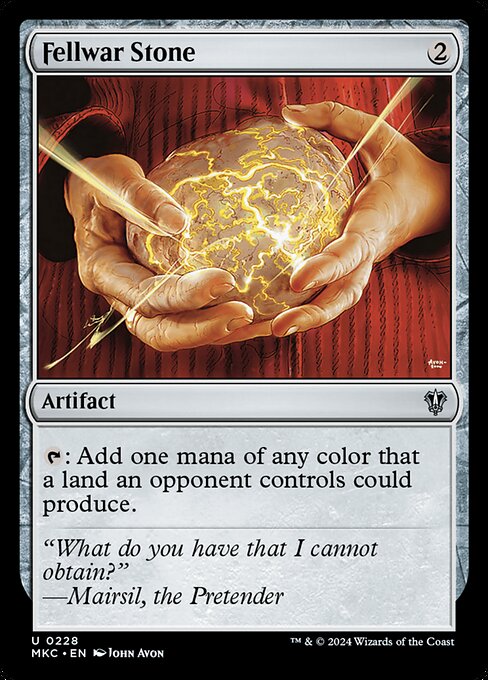 Fellwar Stone 2
Artifact
: Add one mana of any color that
a land an opponent controls could
produce.
“What do you have that I cannot
obtain?”
—Mairsil, the Pretender
U 0228
MKC • EN John Avon
™ & © 2024 Wizards of the Coast